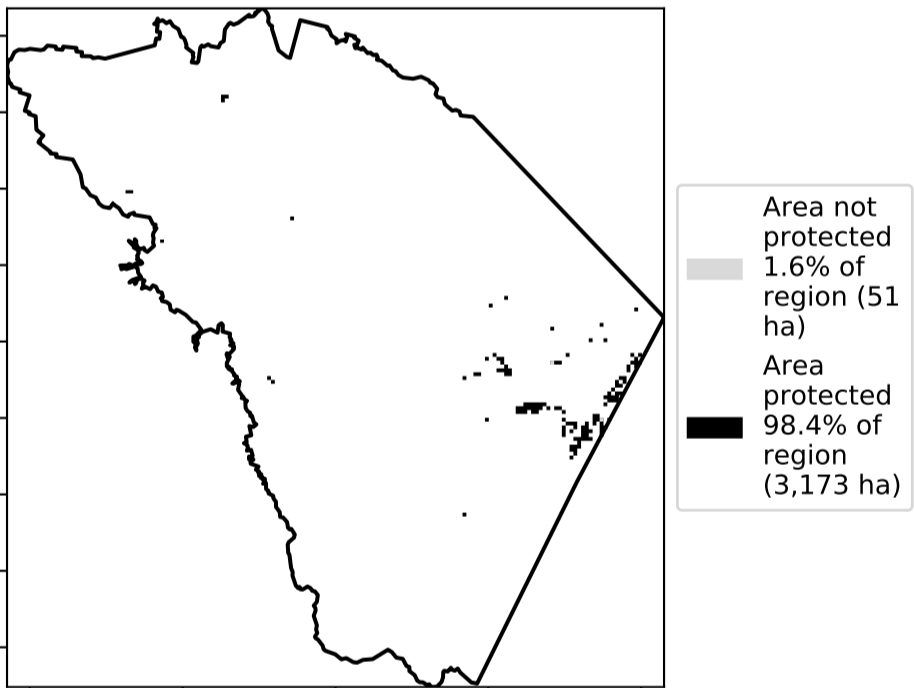 Area not
protected
1.6% of
region (51
ha)
Area
protected
98.4% of
region
(3,173 ha)